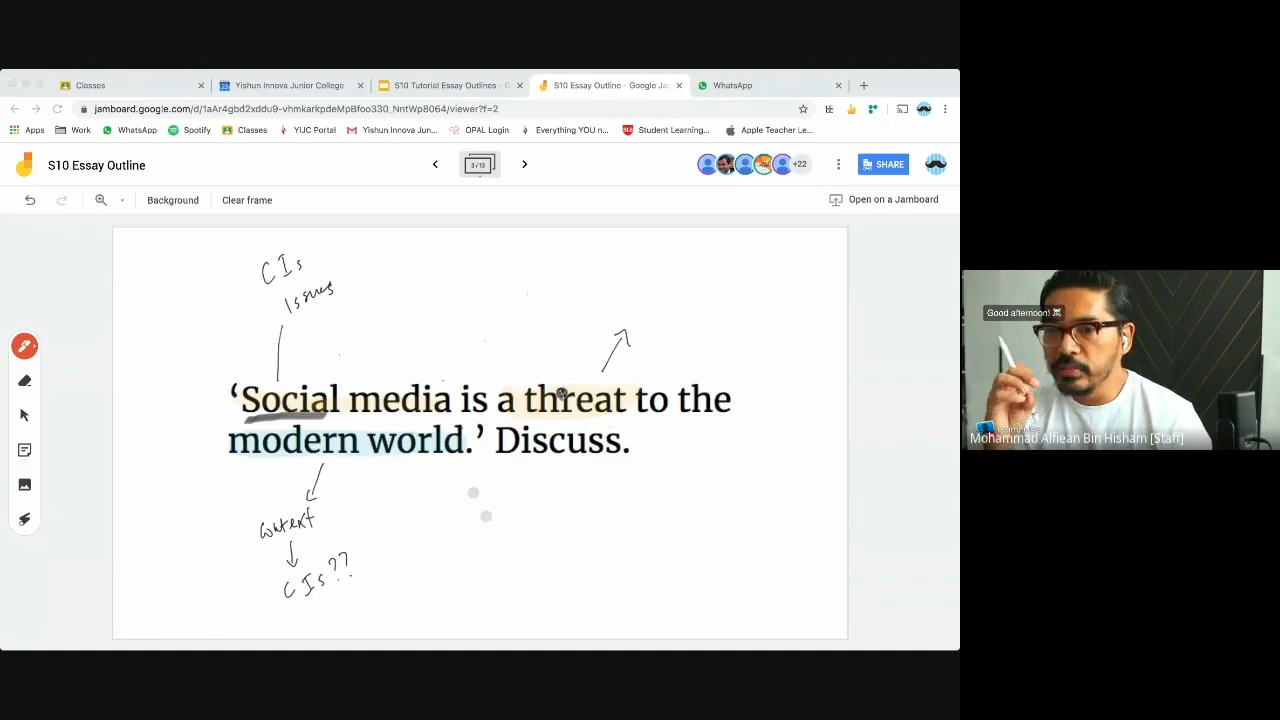 Classes
Yishun Innova Junior College
S10 Tutorial Essay Outlines - G
S10 Essay Outline - Google Ja
WhatsApp
jamboard.google.com/d/1aAr4gbd2xddu9-vhmkarkpdeMpBfoo330_NntWp8064/viewer?f=2
Apps
Work
WhatsApp
Spotify
Classes
YIJC Portal
Yishun Innova Jun...
OPAL Login
Everything YOU n...
Student Learning...
Apple Teacher Le...
S10 Essay Outline
3 / 13
+22
SHARE
Background
Clear frame
Open on a Jamboard
CIs
Issues
‘Social media is a threat to the
modern world.’ Discuss.
Context
CIs??
Good afternoon!
Mohammad Alfiean Bin Hisham [Staff]